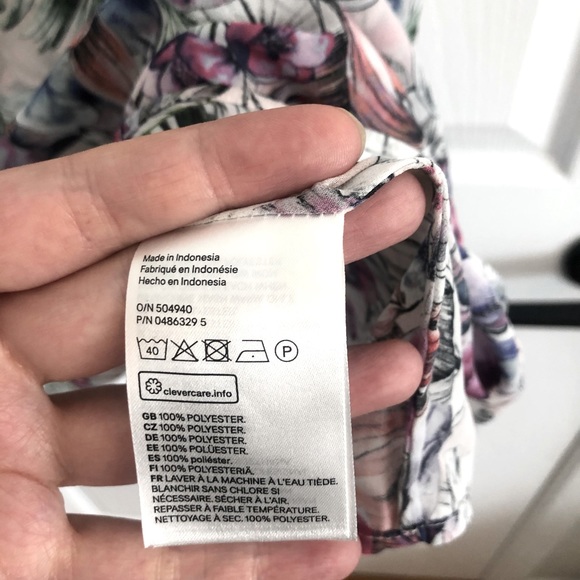 Made in Indonesia
Fabriqué en Indonésie
Hecho en Indonesia
O/N 504940
P/N 0486329 5
40 P
clevercare.info
GB 100% POLYESTER.
CZ 100% POLYESTER.
DE 100% POLYESTER.
EE 100% POLÜESTER.
ES 100% poliéster.
FI 100% POLYESTERIÄ.
FR LAVER À LA MACHINE À L'EAU TIÈDE.
BLANCHIR SANS CHLORE SI
NÉCESSAIRE. SÉCHER À L'AIR.
REPASSER À FAIBLE TEMPÉRATURE.
NETTOYAGE À SEC. 100% POLYESTER.